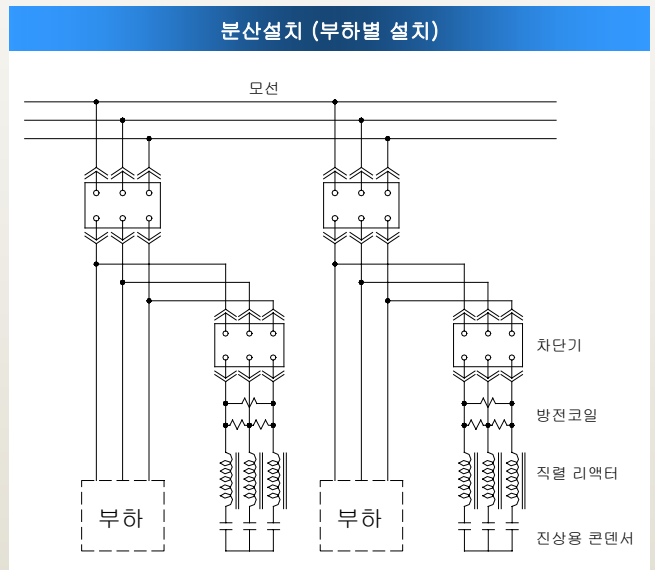 분산설치 (부하별 설치)
모선
차단기
방전코일
직렬 리액터
부하
부하
진상용 콘덴서